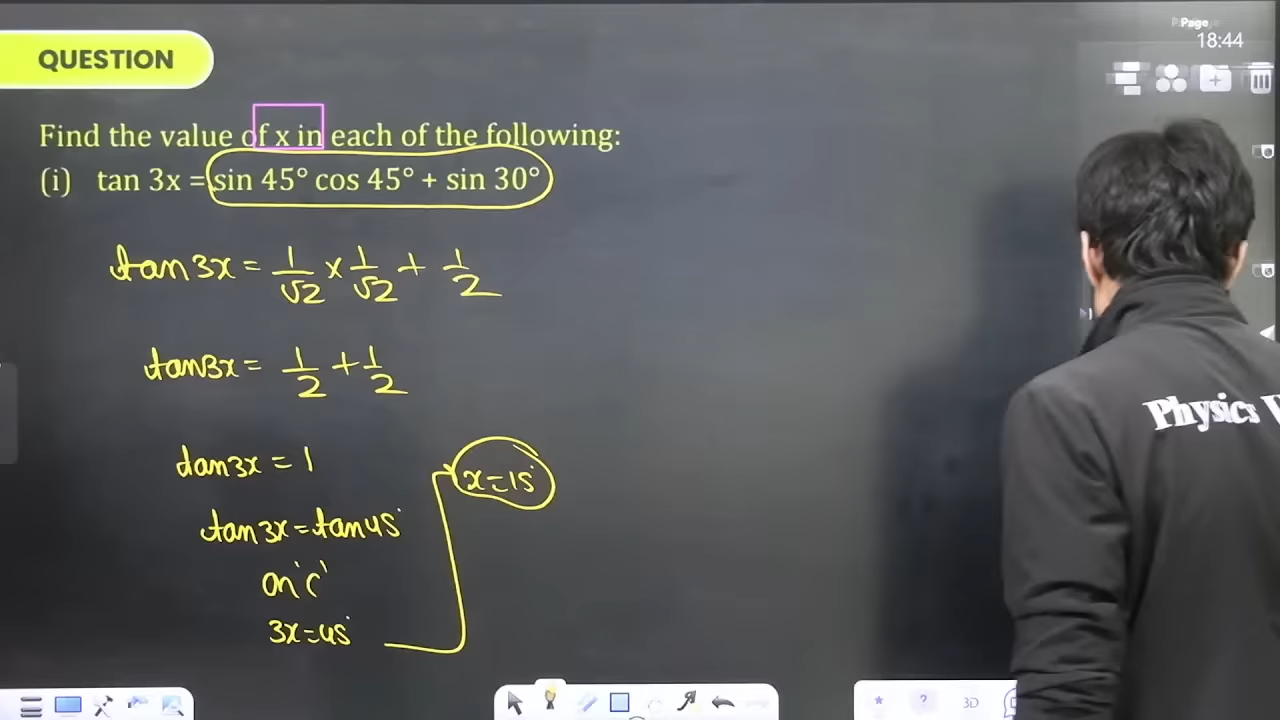 Page
18:44
QUESTION
Find the value of x in each of the following:
(i) tan 3x = sin 45° cos 45° + sin 30°
tan 3x = 1/√2 × 1/√2 + 1/2
tan3x = 1/2 + 1/2
tan3x = 1
x=15°
tan 3x = tan 45°
3x=45°
Physics W
3D